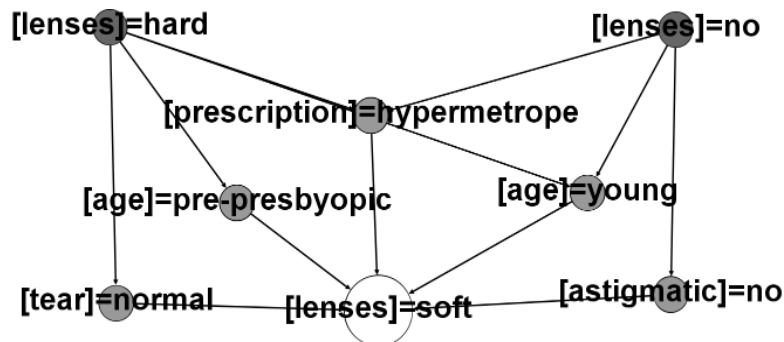 [lenses]=hard
[lenses]=no
[prescription]=hypermetrope
[age]=pre-presbyopic
[age]=young
[tear]=normal
[lenses]=soft
[astigmatic]=no